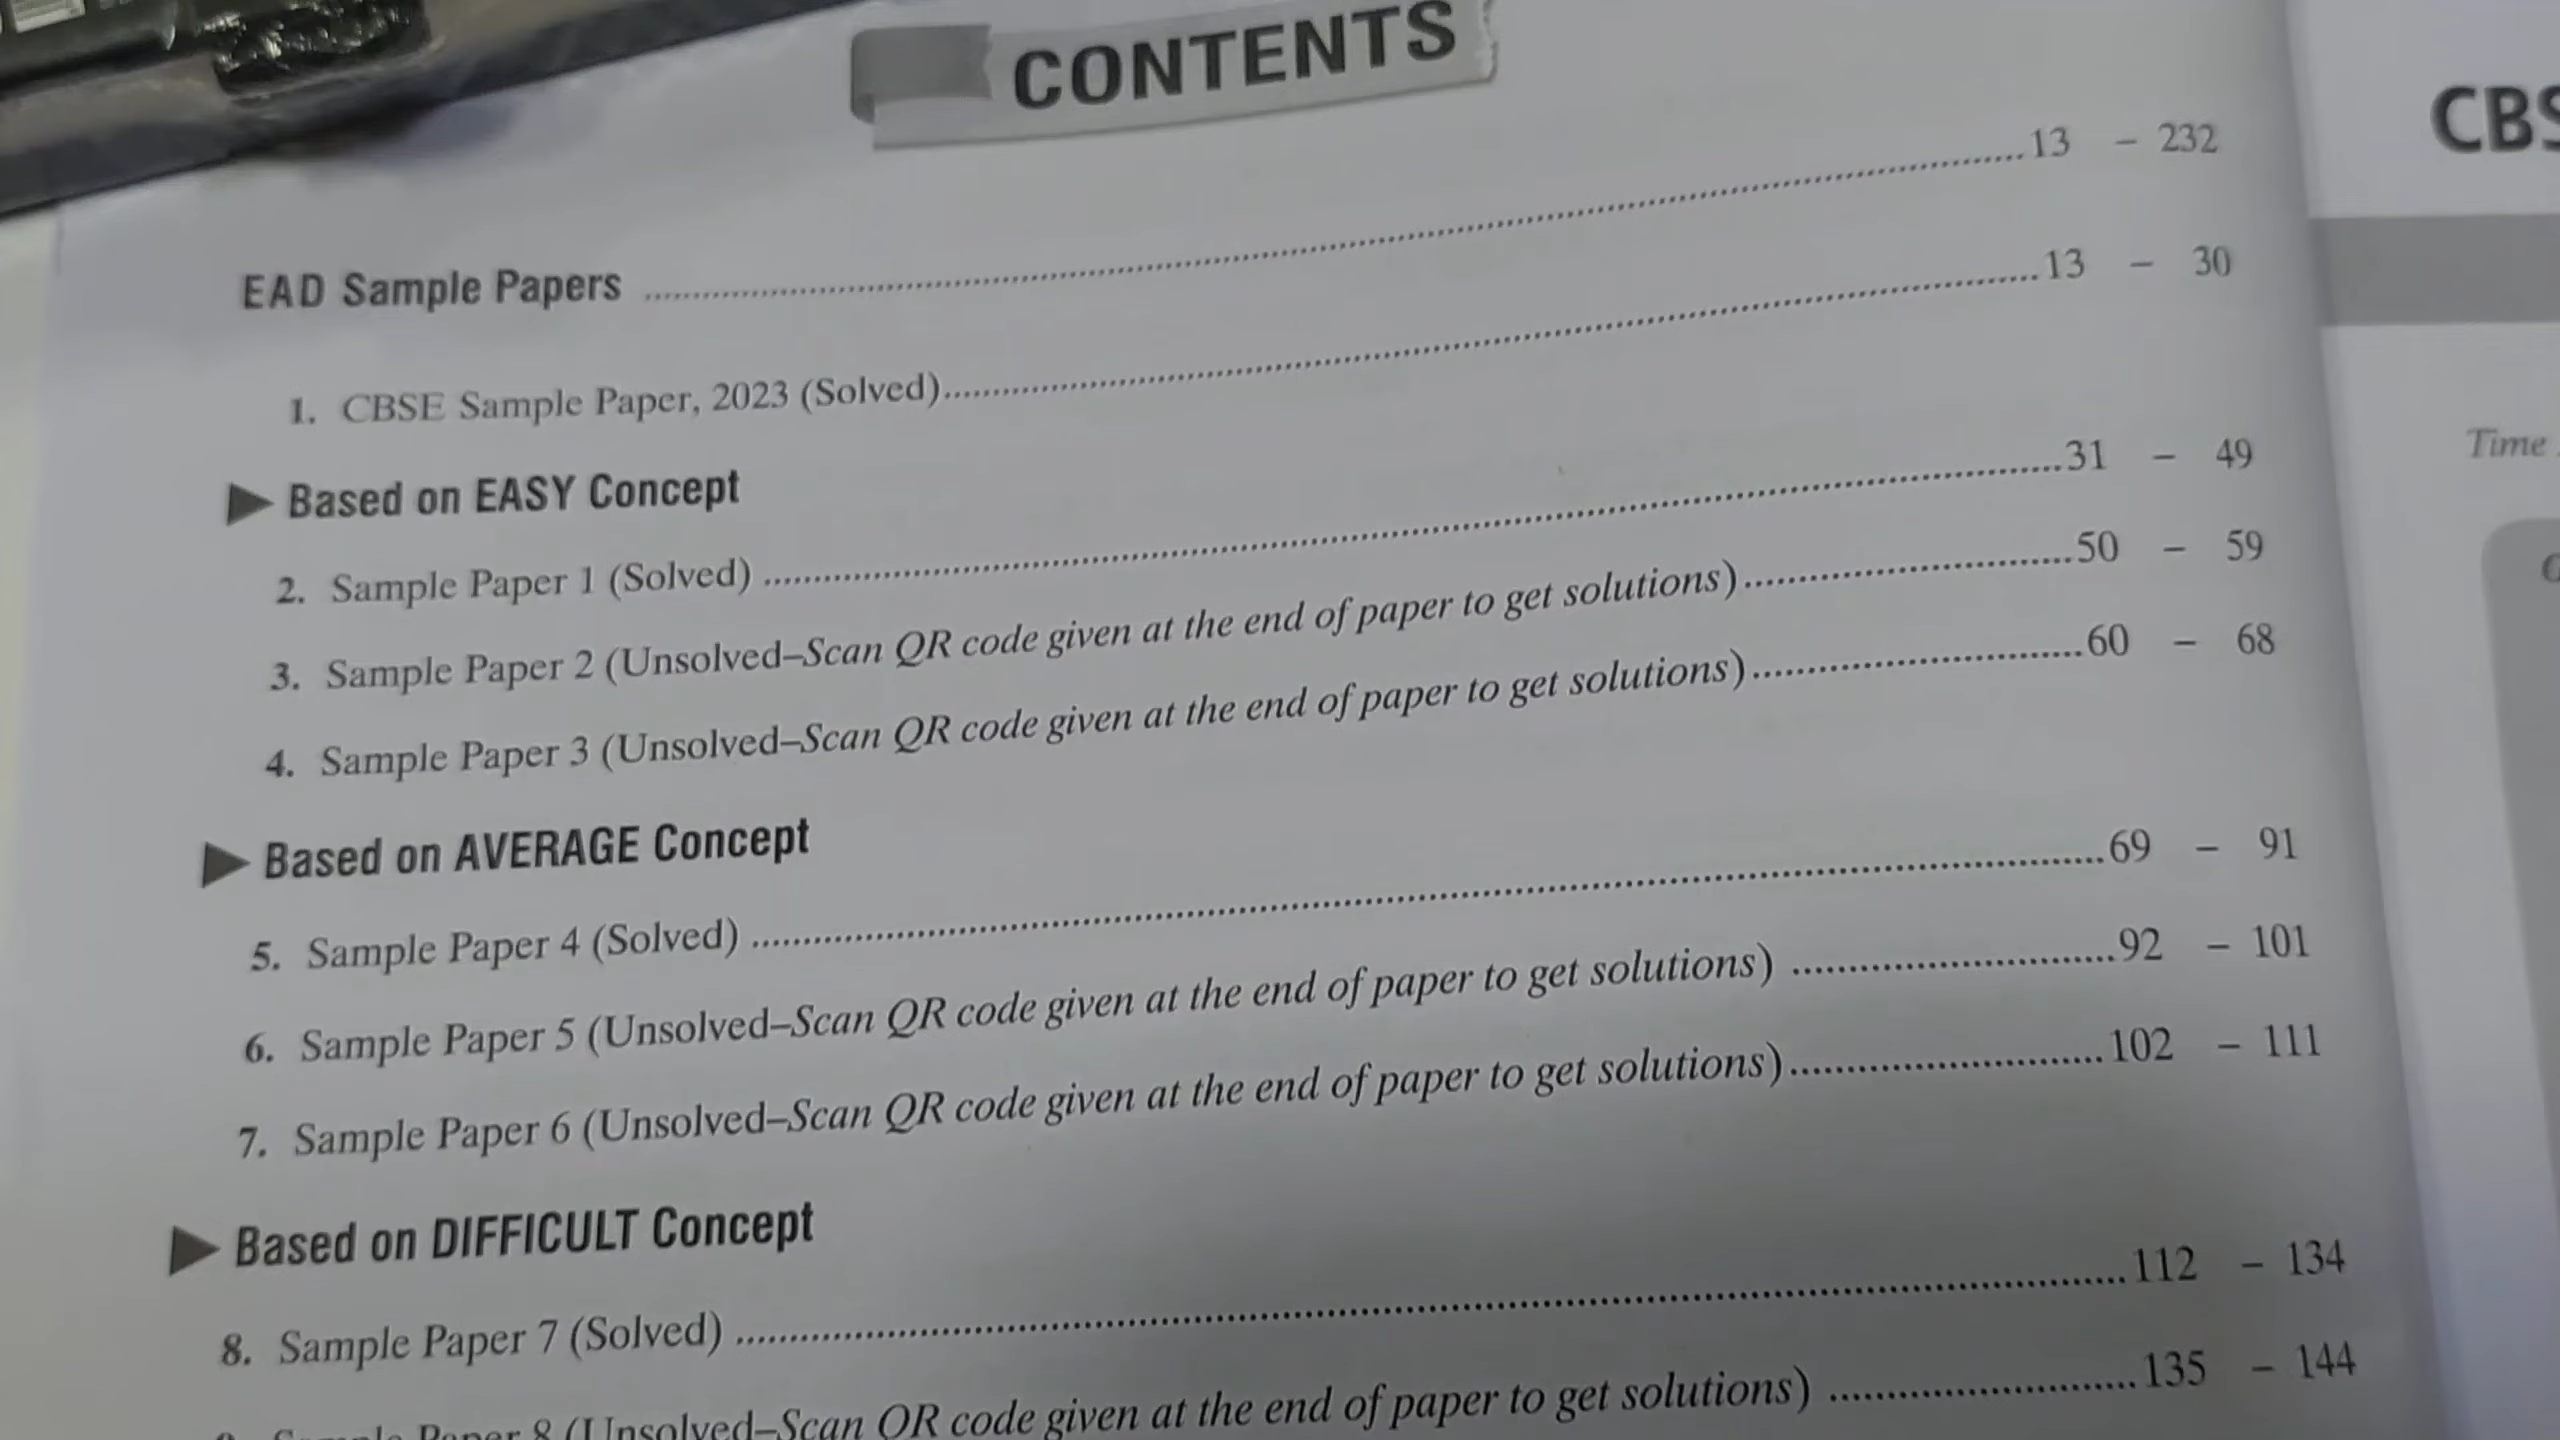 CONTENTS
EAD Sample Papers ........ 13 – 232
1. CBSE Sample Paper, 2023 (Solved) ........ 13 – 30
Based on EASY Concept
2. Sample Paper 1 (Solved) ........ 31 – 49
3. Sample Paper 2 (Unsolved–Scan QR code given at the end of paper to get solutions) ........ 50 – 59
4. Sample Paper 3 (Unsolved–Scan QR code given at the end of paper to get solutions) ........ 60 – 68
Based on AVERAGE Concept
5. Sample Paper 4 (Solved) ........ 69 – 91
6. Sample Paper 5 (Unsolved–Scan QR code given at the end of paper to get solutions) ........ 92 – 101
7. Sample Paper 6 (Unsolved–Scan QR code given at the end of paper to get solutions) ........ 102 – 111
Based on DIFFICULT Concept
8. Sample Paper 7 (Solved) ........ 112 – 134
Sample Paper 8 (Unsolved–Scan QR code given at the end of paper to get solutions) ........ 135 – 144
CBS
Time